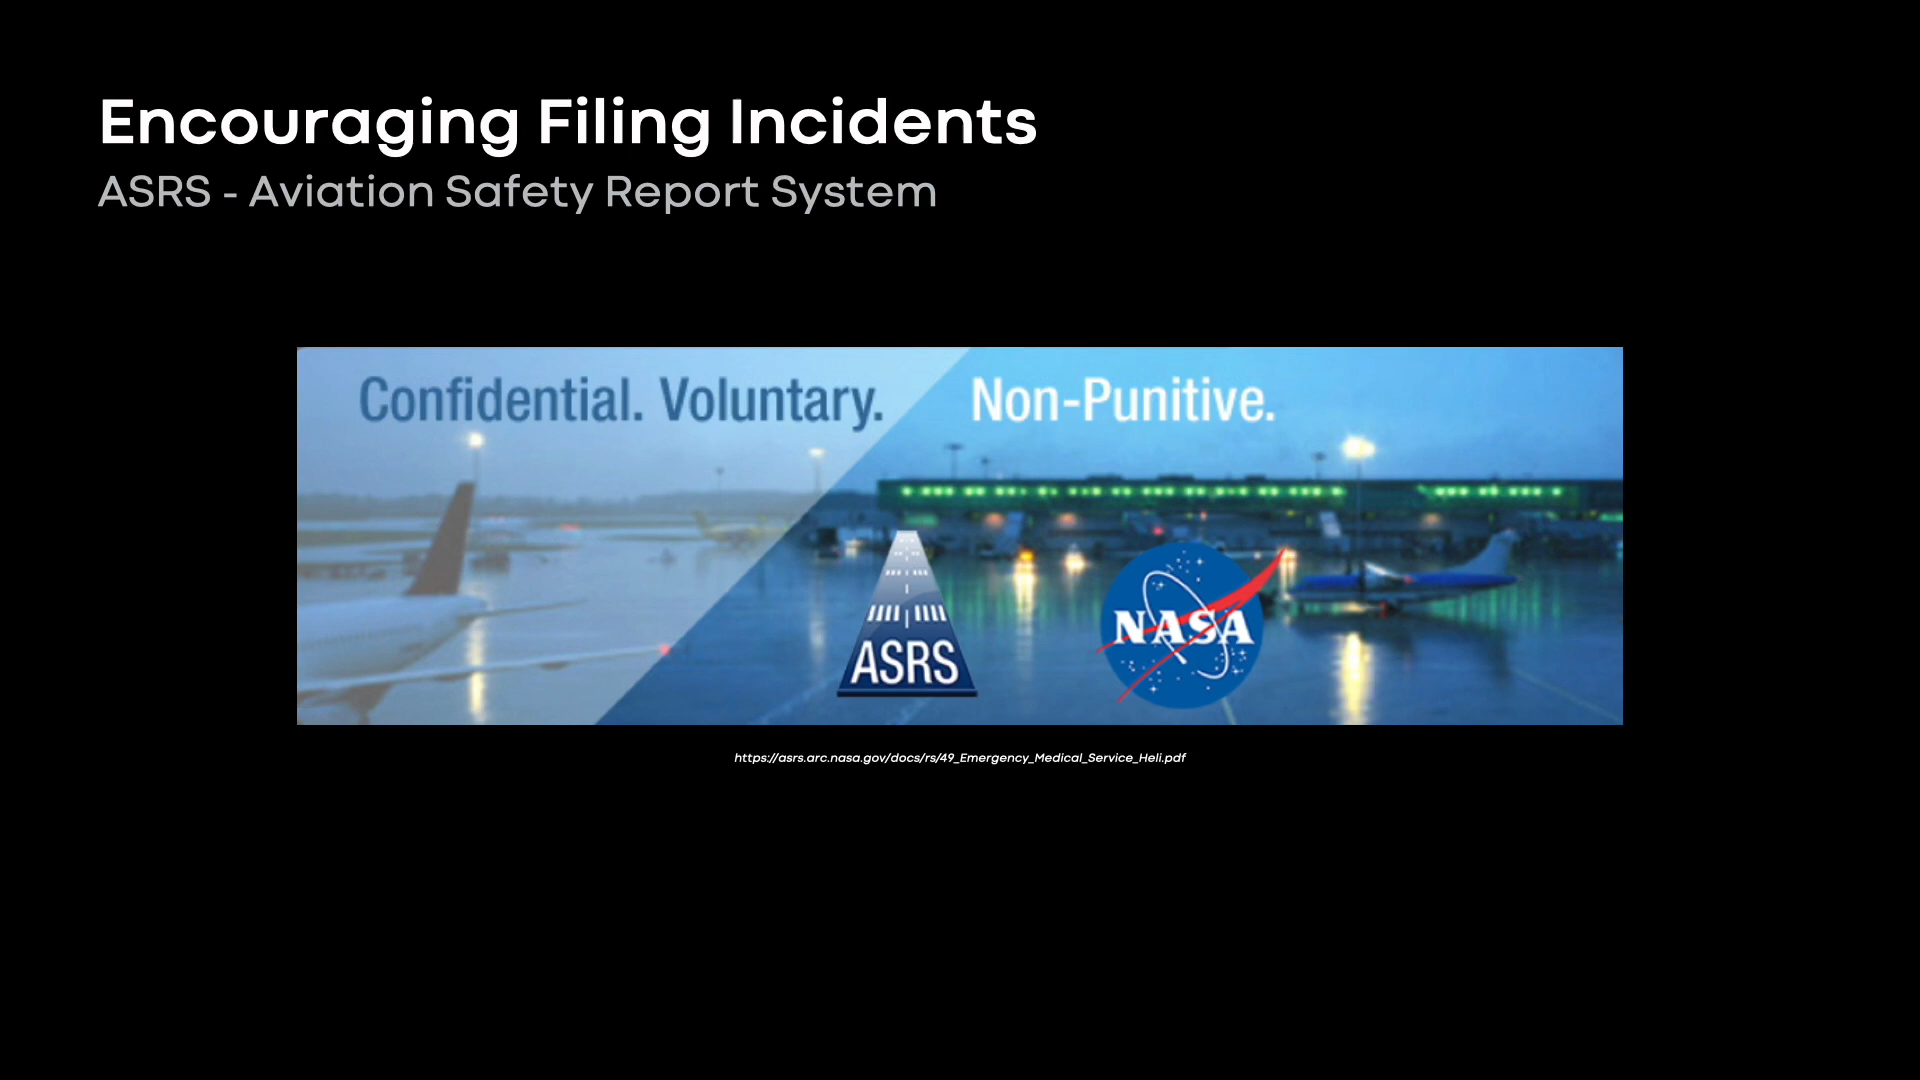 Encouraging Filing Incidents
ASRS - Aviation Safety Report System
Confidential. Voluntary. Non-Punitive.
ASRS
NASA
https://asrs.arc.nasa.gov/docs/rs/49_Emergency_Medical_Service_Heli.pdf